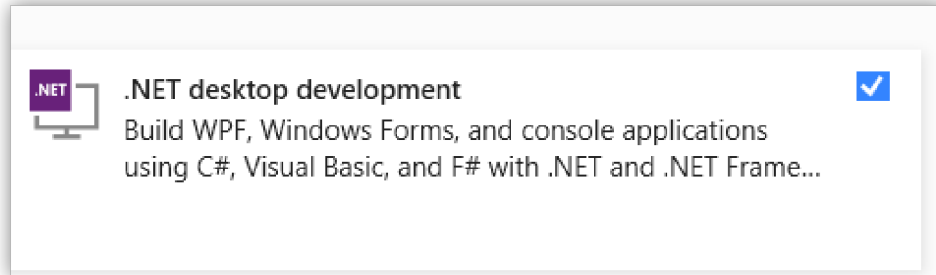 .NET
.NET desktop development
Build WPF, Windows Forms, and console applications
using C#, Visual Basic, and F# with .NET and .NET Frame...